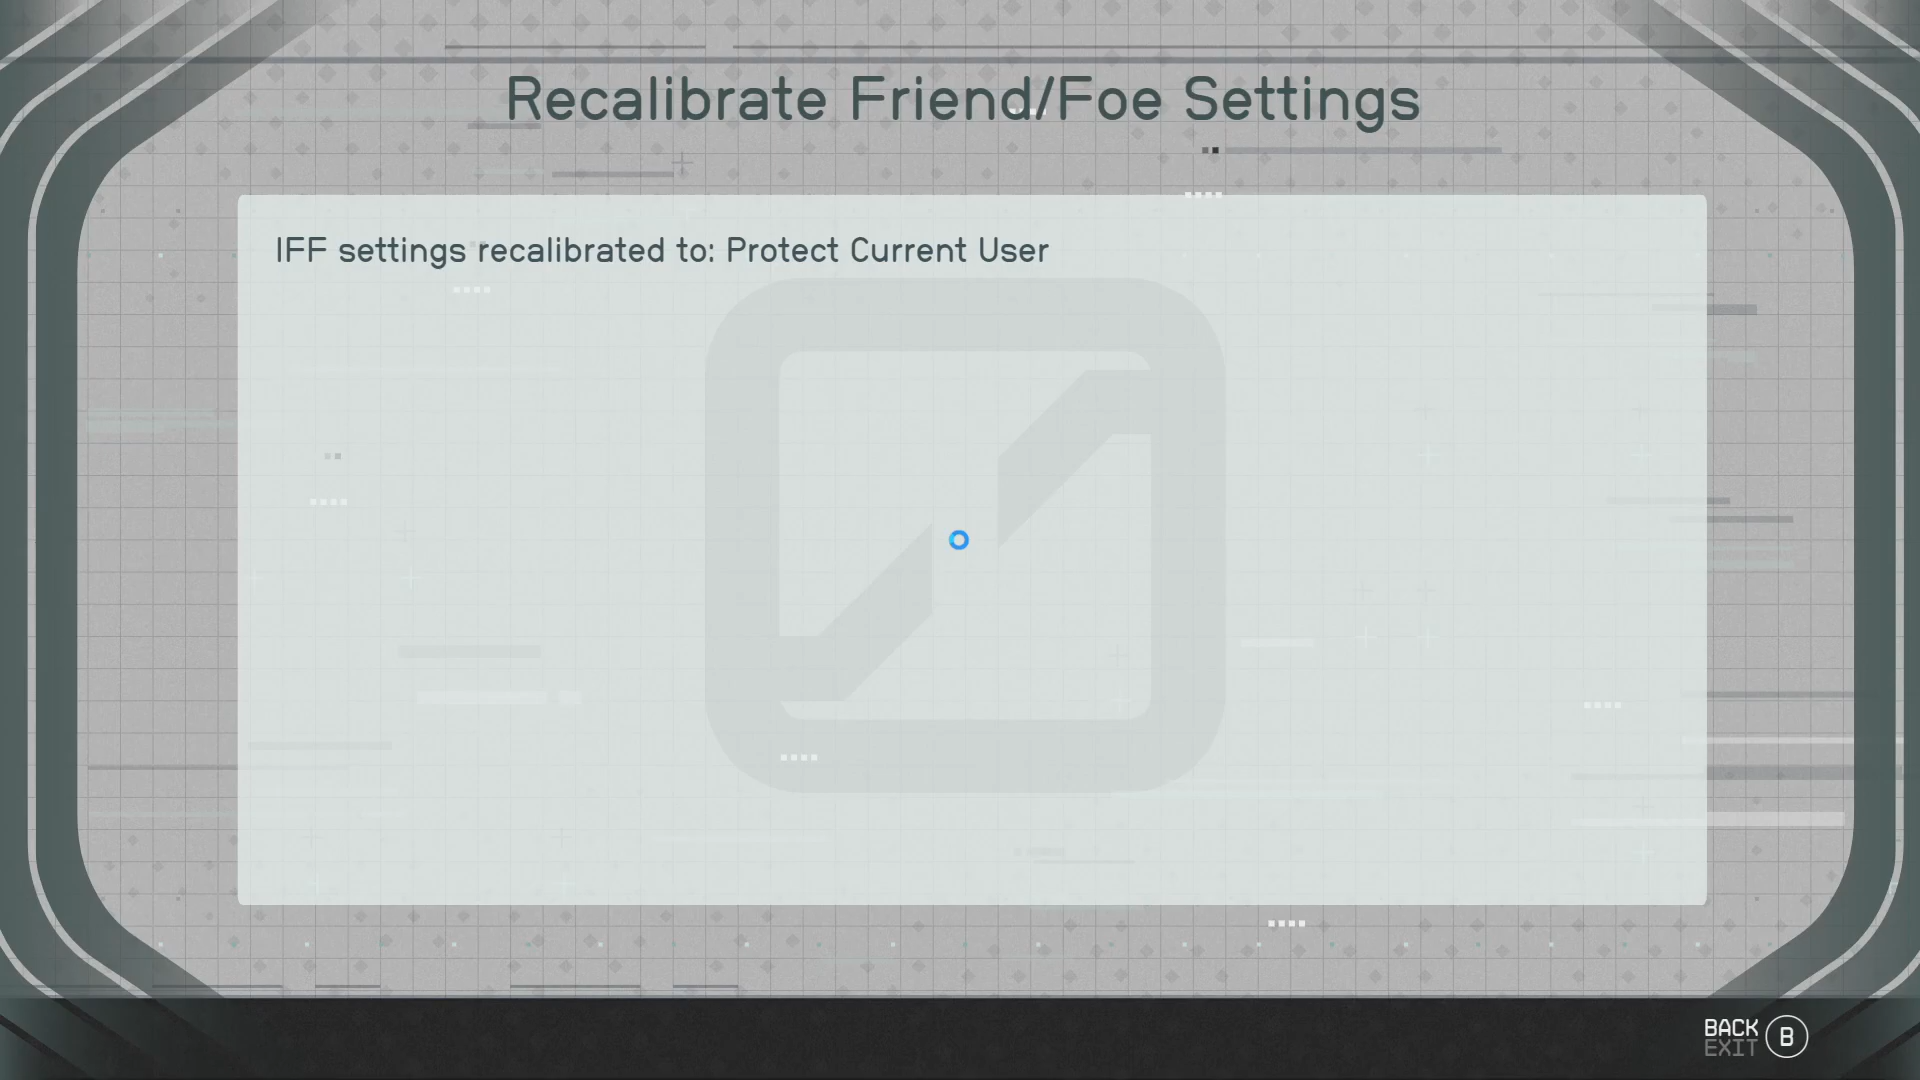 Recalibrate Friend/Foe Settings
IFF settings recalibrated to: Protect Current User
BACK
EXIT
B